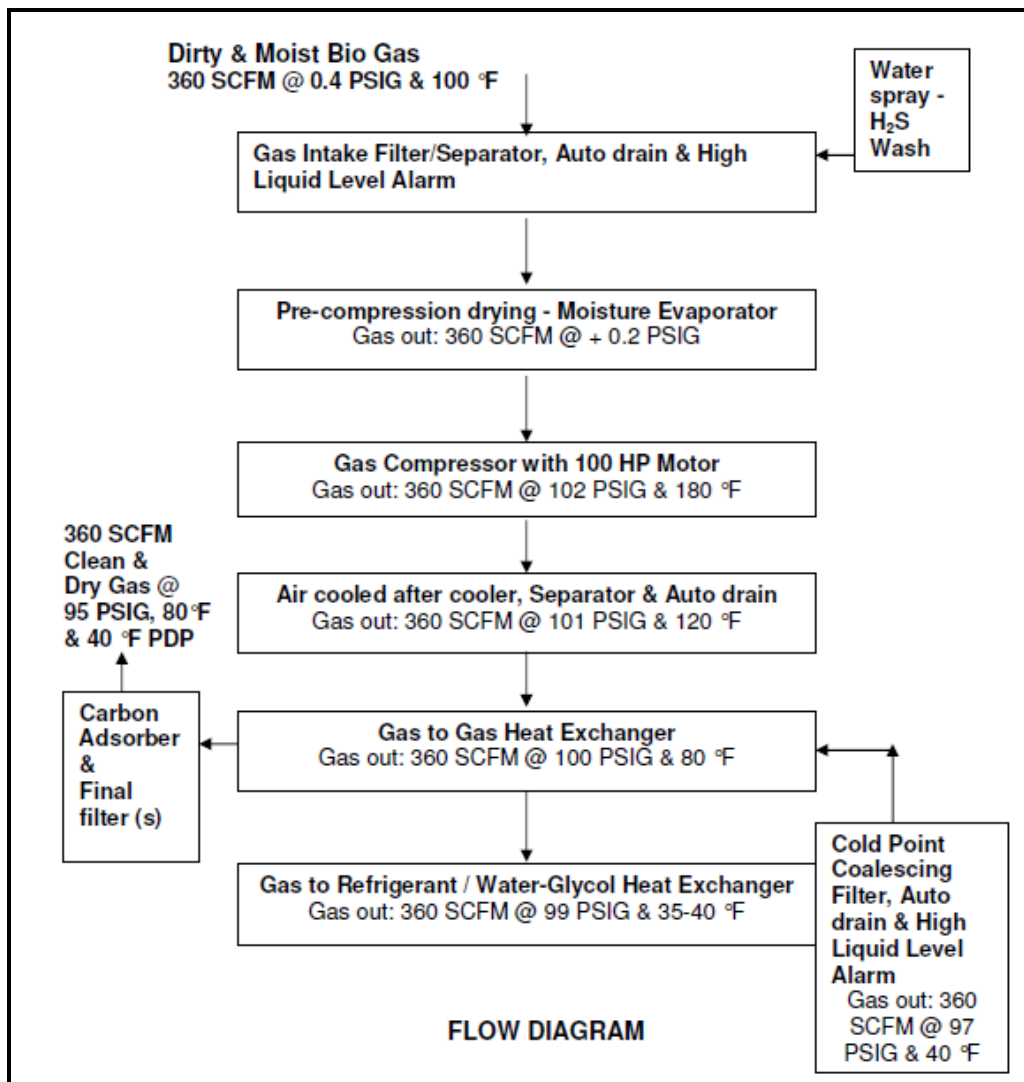 Dirty & Moist Bio Gas
360 SCFM @ 0.4 PSIG & 100 °F
Water
spray -
H₂S
Wash
Gas Intake Filter/Separator, Auto drain & High
Liquid Level Alarm
Pre-compression drying - Moisture Evaporator
Gas out: 360 SCFM @ + 0.2 PSIG
Gas Compressor with 100 HP Motor
Gas out: 360 SCFM @ 102 PSIG & 180 °F
360 SCFM
Clean &
Dry Gas @
95 PSIG, 80°F
& 40 °F PDP
Air cooled after cooler, Separator & Auto drain
Gas out: 360 SCFM @ 101 PSIG & 120 °F
Carbon
Adsorber
&
Final
filter (s)
Gas to Gas Heat Exchanger
Gas out: 360 SCFM @ 100 PSIG & 80 °F
Gas to Refrigerant / Water-Glycol Heat Exchanger
Gas out: 360 SCFM @ 99 PSIG & 35-40 °F
Cold Point
Coalescing
Filter, Auto
drain & High
Liquid Level
Alarm
Gas out: 360
SCFM @ 97
PSIG & 40 °F
FLOW DIAGRAM